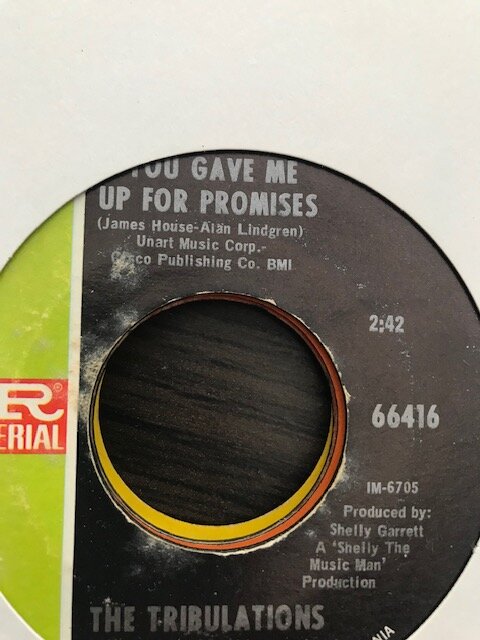 YOU GAVE ME
UP FOR PROMISES
(James House-Alan Lindgren)
Unart Music Corp.-
Publishing Co. BMI
2:42
R®
ERIAL
66416
IM-6705
Produced by:
Shelly Garrett
A 'Shelly The
Music Man'
Production
THE TRIBULATIONS
NIA